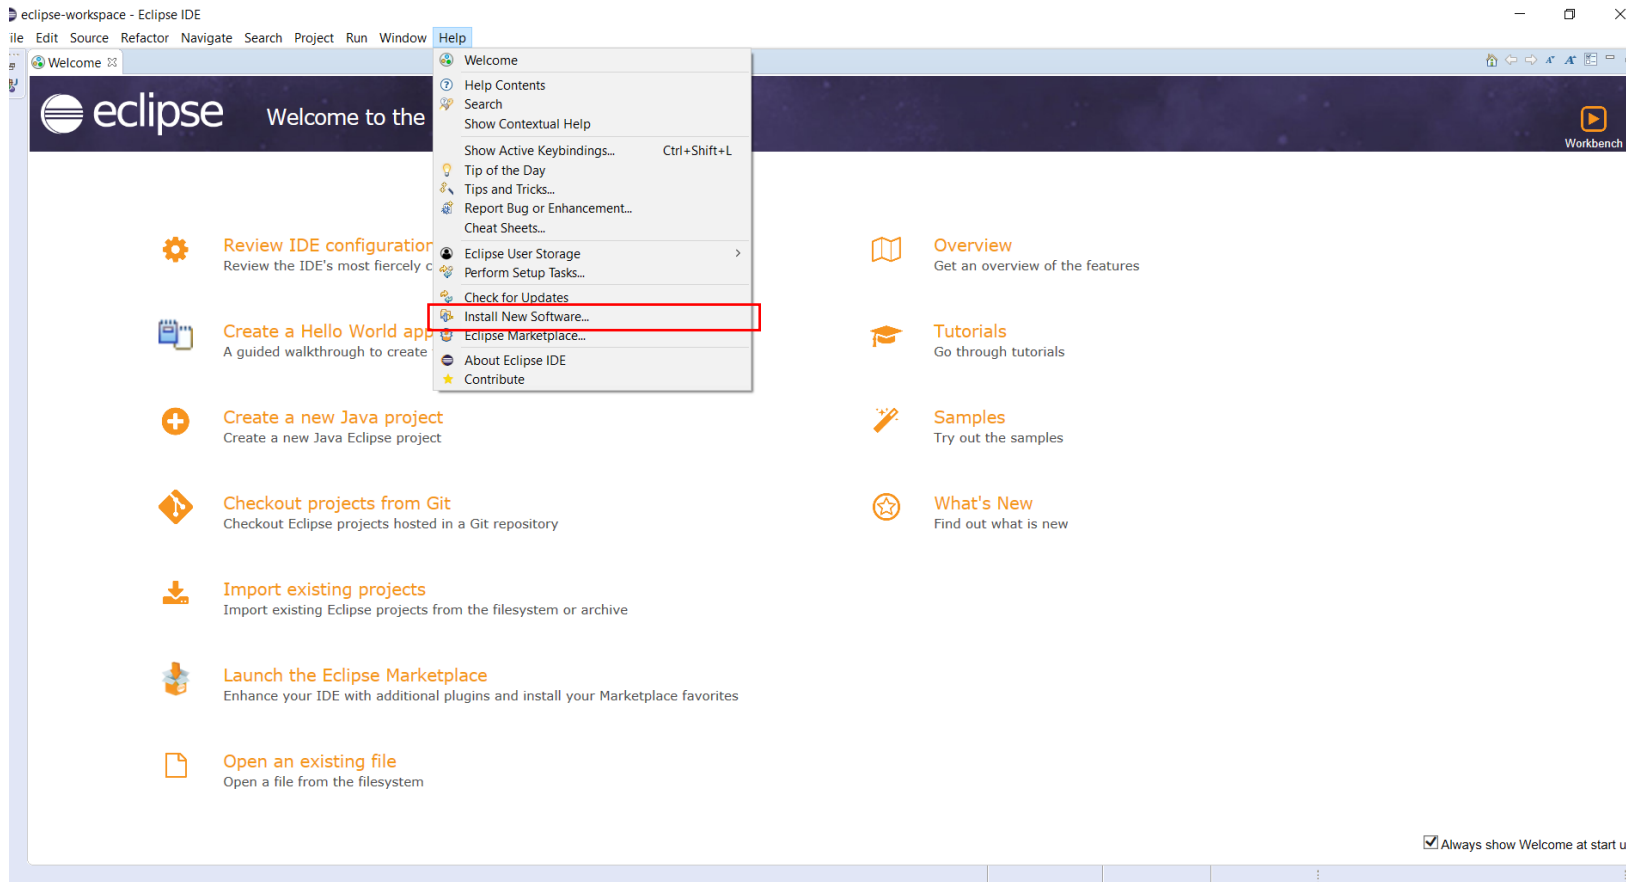 eclipse-workspace - Eclipse IDE
ile Edit Source Refactor Navigate Search Project Run Window Help
Welcome
Welcome
Help Contents
Search
Show Contextual Help
Show Active Keybindings... Ctrl+Shift+L
Tip of the Day
Tips and Tricks...
Report Bug or Enhancement...
Cheat Sheets...
Eclipse User Storage
Perform Setup Tasks...
Check for Updates
Install New Software...
Eclipse Marketplace...
About Eclipse IDE
Contribute
eclipse Welcome to the
Workbench
Review IDE configuration
Review the IDE's most fiercely c
Create a Hello World app
A guided walkthrough to create
Create a new Java project
Create a new Java Eclipse project
Checkout projects from Git
Checkout Eclipse projects hosted in a Git repository
Import existing projects
Import existing Eclipse projects from the filesystem or archive
Launch the Eclipse Marketplace
Enhance your IDE with additional plugins and install your Marketplace favorites
Open an existing file
Open a file from the filesystem
Overview
Get an overview of the features
Tutorials
Go through tutorials
Samples
Try out the samples
What's New
Find out what is new
Always show Welcome at start u